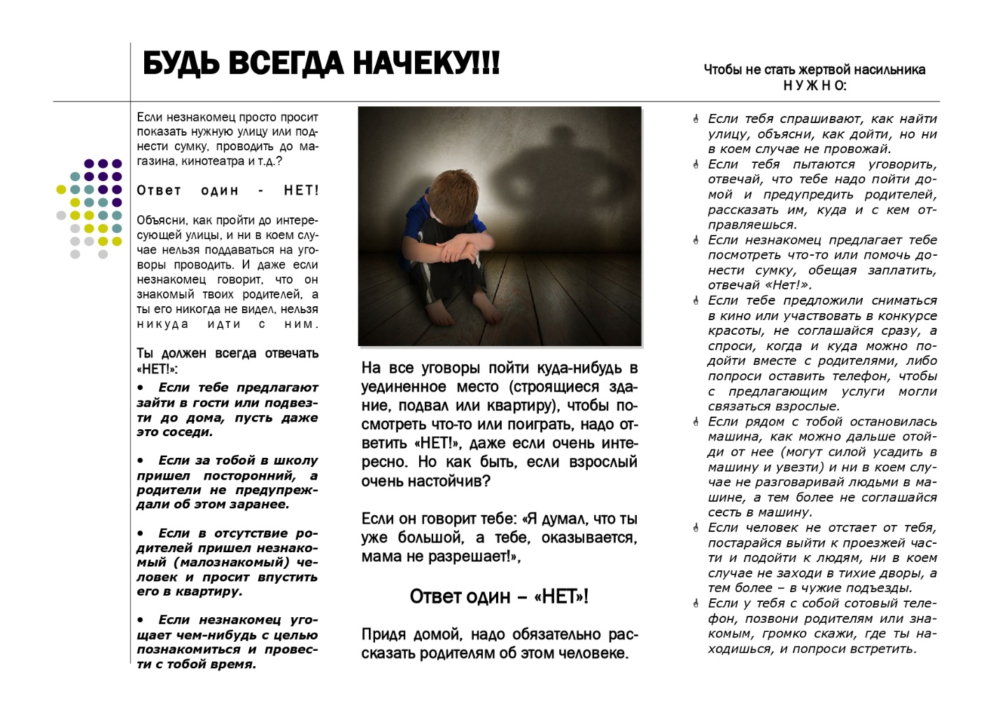 БУДЬ ВСЕГДА НАЧЕКУ!!!
Если незнакомец просто просит
показать нужную улицу или под-
нести сумку, проводить до ма-
газина, кинотеатра и т.д.?
Ответ один - НЕТ!
Объясни, как пройти до интере-
сующей улицы, и ни в коем слу-
чае нельзя поддаваться на уго-
воры проводить. И даже если
незнакомец говорит, что он
знакомый твоих родителей, а
ты его никогда не видел, нельзя
никуда идти с ним.
Ты должен всегда отвечать
«НЕТ!»:
• Если тебе предлагают
зайти в гости или подвез-
ти до дома, пусть даже
это соседи.
• Если за тобой в школу
пришел посторонний, а
родители не предупреж-
дали об этом заранее.
• Если в отсутствие ро-
дителей пришел незнако-
мый (малознакомый) че-
ловек и просит впустить
его в квартиру.
• Если незнакомец уго-
щает чем-нибудь с целью
познакомиться и провес-
ти с тобой время.
На все уговоры пойти куда-нибудь в
уединенное место (строящиеся зда-
ние, подвал или квартиру), чтобы по-
смотреть что-то или поиграть, надо от-
ветить «НЕТ!», даже если очень инте-
ресно. Но как быть, если взрослый
очень настойчив?
Если он говорит тебе: «Я думал, что ты
уже большой, а тебе, оказывается,
мама не разрешает!»,
Ответ один – «НЕТ»!
Придя домой, надо обязательно рас-
сказать родителям об этом человеке.
Чтобы не стать жертвой насильника
Н У Ж Н О:
Если тебя спрашивают, как найти
улицу, объясни, как дойти, но ни
в коем случае не провожай.
Если тебя пытаются уговорить,
отвечай, что тебе надо пойти до-
мой и предупредить родителей,
рассказать им, куда и с кем от-
правляешься.
Если незнакомец предлагает тебе
посмотреть что-то или помочь до-
нести сумку, обещая заплатить,
отвечай «Нет!».
Если тебе предложили сниматься
в кино или участвовать в конкурсе
красоты, не соглашайся сразу, а
спроси, когда и куда можно по-
дойти вместе с родителями, либо
попроси оставить телефон, чтобы
с предлагающим услуги могли
связаться взрослые.
Если рядом с тобой остановилась
машина, как можно дальше отой-
ди от нее (могут силой усадить в
машину и увезти) и ни в коем слу-
чае не разговаривай людьми в ма-
шине, а тем более не соглашайся
сесть в машину.
Если человек не отстает от тебя,
постарайся выйти к проезжей час-
ти и подойти к людям, ни в коем
случае не заходи в тихие дворы, а
тем более – в чужие подъезды.
Если у тебя с собой сотовый теле-
фон, позвони родителям или зна-
комым, громко скажи, где ты на-
ходишься, и попроси встретить.